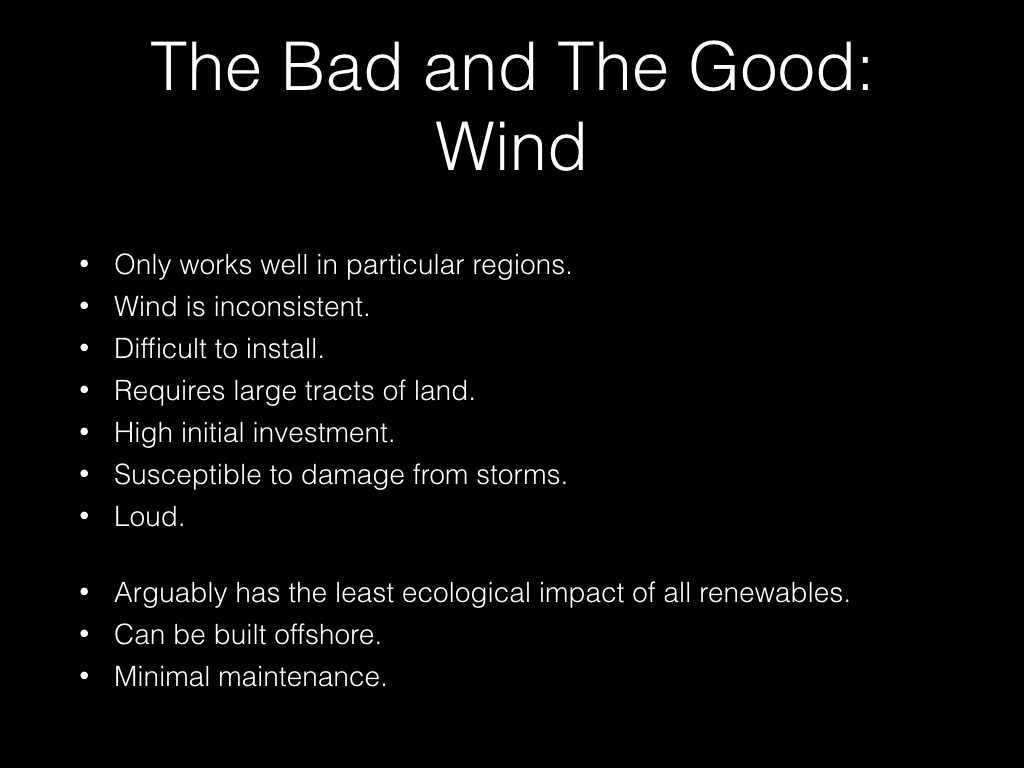 The Bad and The Good:
Wind
• Only works well in particular regions.
• Wind is inconsistent.
• Difficult to install.
• Requires large tracts of land.
• High initial investment.
• Susceptible to damage from storms.
• Loud.
• Arguably has the least ecological impact of all renewables.
• Can be built offshore.
• Minimal maintenance.